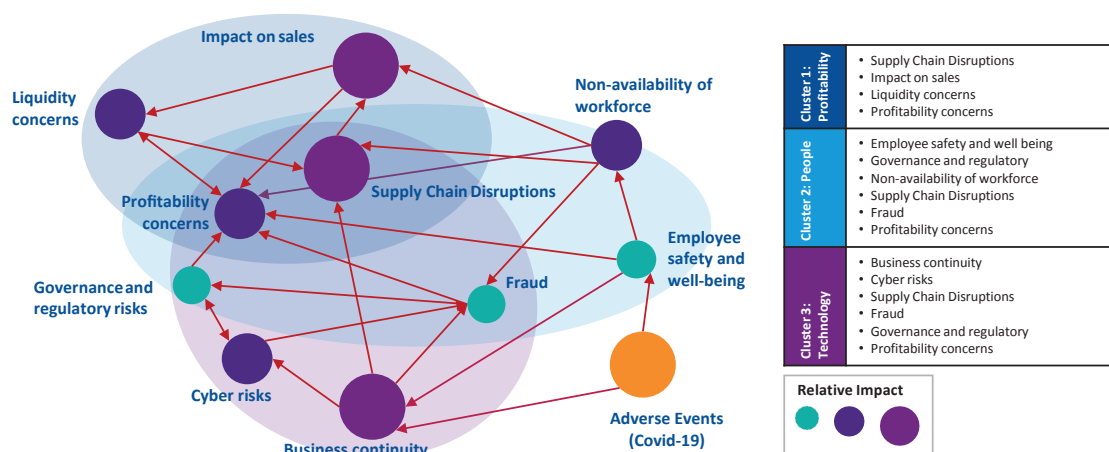 Impact on sales
Liquidity
concerns
Non-availability of
workforce
Supply Chain Disruptions
Profitability
concerns
Employee
safety and
well-being
Governance and
regulatory risks
Fraud
Cyber risks
Business continuity
Adverse Events
(Covid-19)
Cluster 1:
Profitability
• Supply Chain Disruptions
• Impact on sales
• Liquidity concerns
• Profitability concerns
Cluster 2: People
• Employee safety and well being
• Governance and regulatory
• Non-availability of workforce
• Supply Chain Disruptions
• Fraud
• Profitability concerns
Cluster 3:
Technology
• Business continuity
• Cyber risks
• Supply Chain Disruptions
• Fraud
• Governance and regulatory
• Profitability concerns
Relative Impact